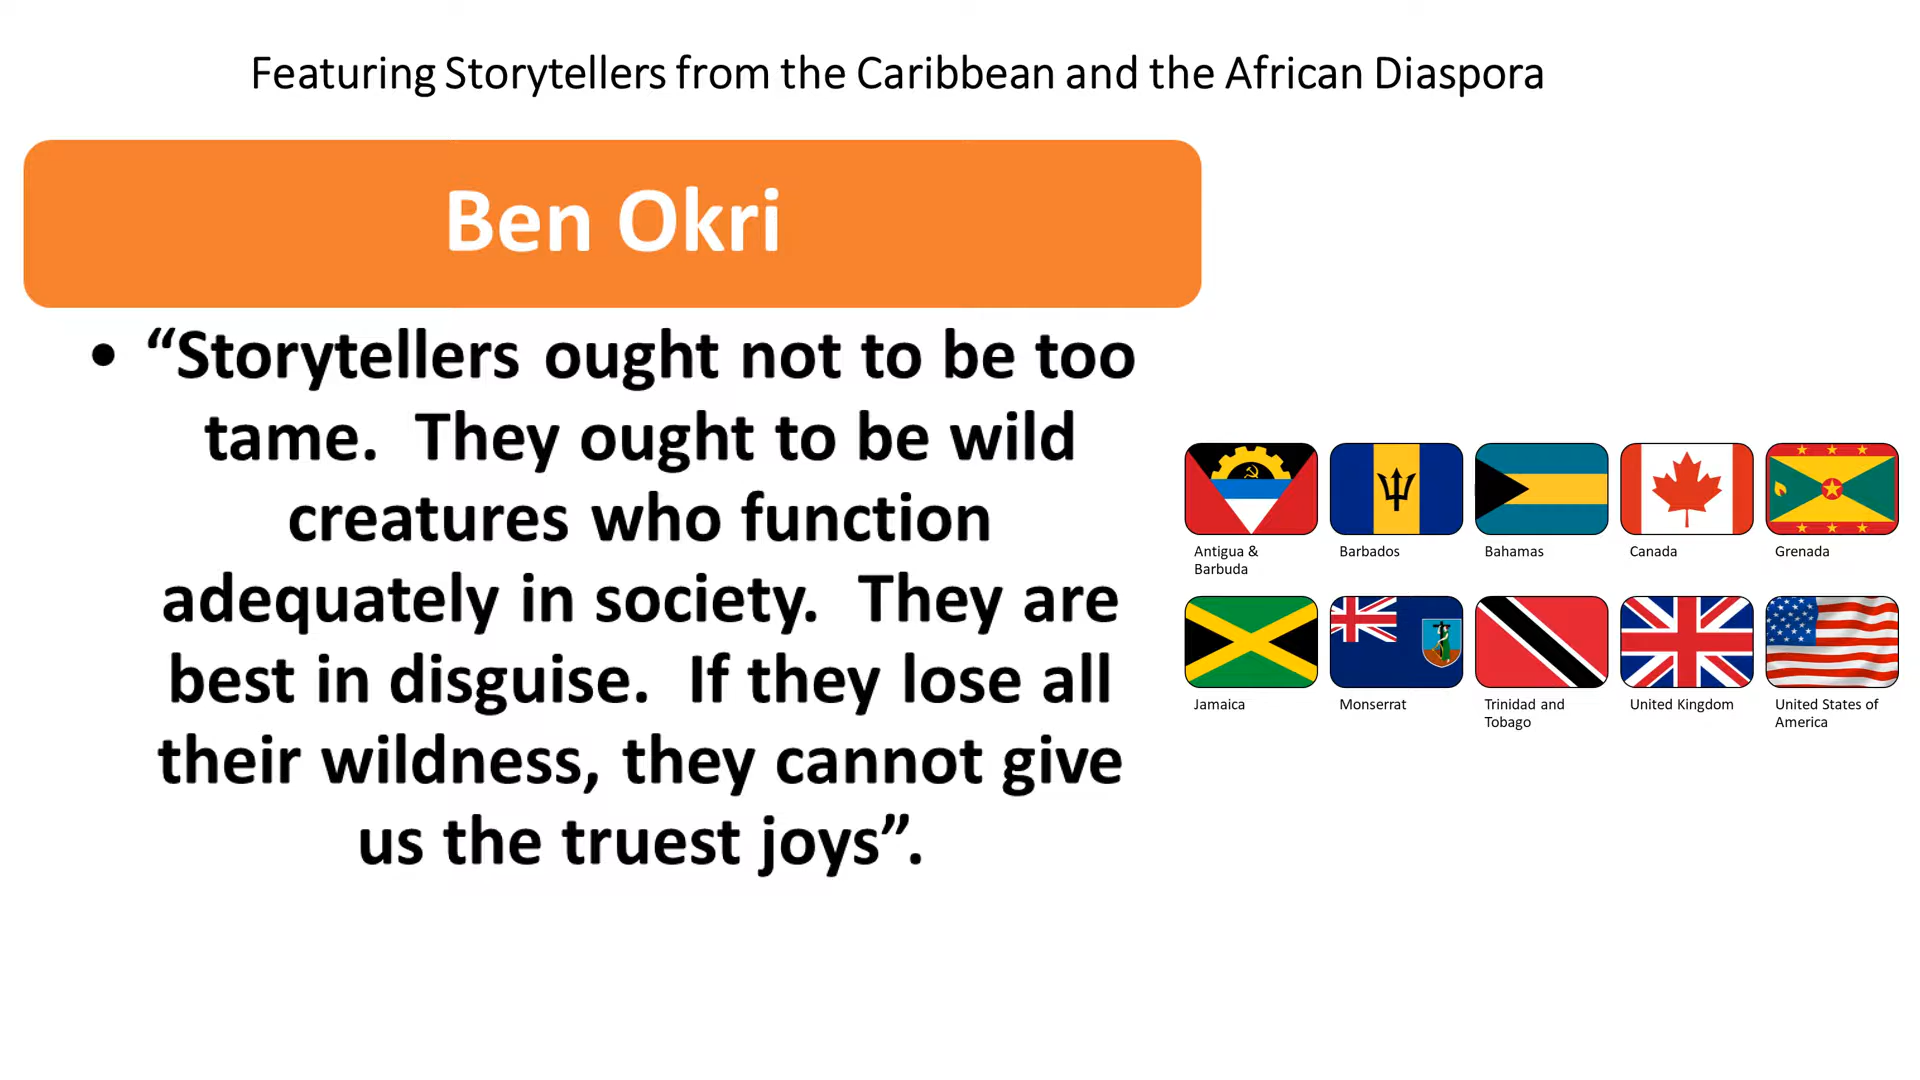 Featuring Storytellers from the Caribbean and the African Diaspora
Ben Okri
• “Storytellers ought not to be too
tame. They ought to be wild
creatures who function
adequately in society. They are
best in disguise. If they lose all
their wildness, they cannot give
us the truest joys”.
Antigua &
Barbuda
Barbados
Bahamas
Canada
Grenada
Jamaica
Monserrat
Trinidad and
Tobago
United Kingdom
United States of
America